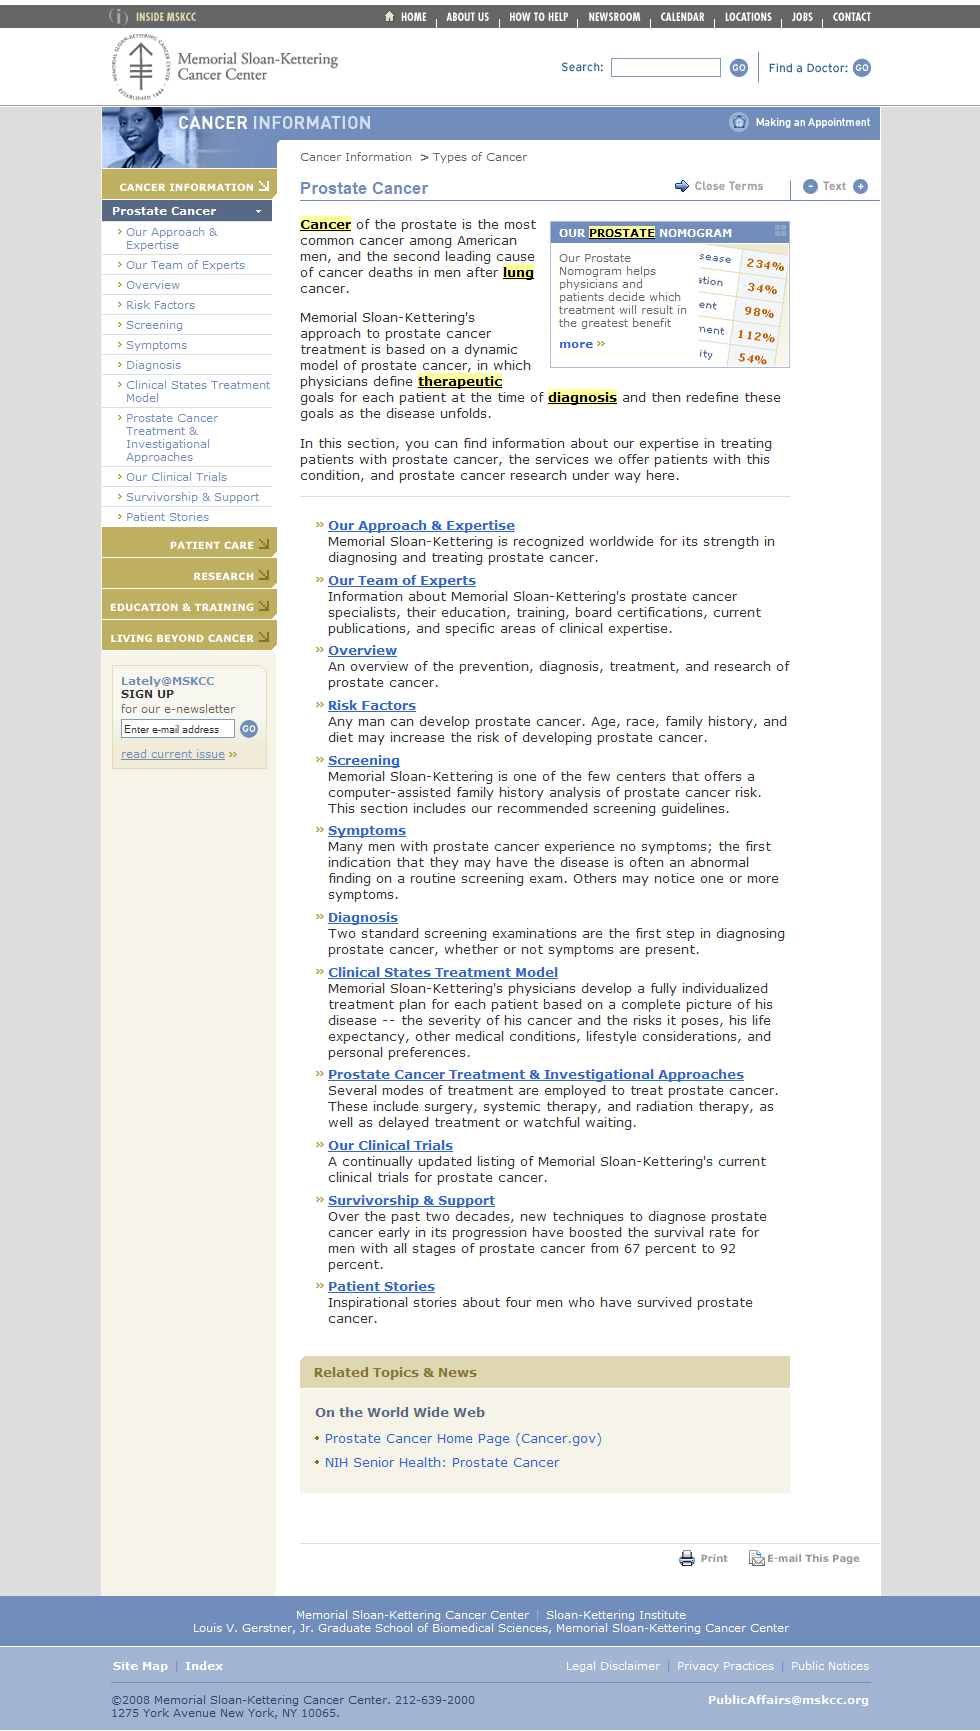 INSIDE MSKCC
HOME
ABOUT US
HOW TO HELP
NEWSROOM
CALENDAR
LOCATIONS
JOBS
CONTACT
Memorial Sloan-Kettering
Cancer Center
Search:
GO
Find a Doctor: GO
CANCER INFORMATION
Making an Appointment
Cancer Information > Types of Cancer
CANCER INFORMATION
Prostate Cancer
Our Approach &
Expertise
Our Team of Experts
Overview
Risk Factors
Screening
Symptoms
Diagnosis
Clinical States Treatment
Model
Prostate Cancer
Treatment &
Investigational
Approaches
Our Clinical Trials
Survivorship & Support
Patient Stories
PATIENT CARE
RESEARCH
EDUCATION & TRAINING
LIVING BEYOND CANCER
Lately@MSKCC
SIGN UP
for our e-newsletter
Enter e-mail address GO
read current issue »
Prostate Cancer
Close Terms
- Text +
Cancer of the prostate is the most
common cancer among American
men, and the second leading cause
of cancer deaths in men after lung
cancer.
OUR PROSTATE NOMOGRAM
Our Prostate
Nomogram helps
physicians and
patients decide which
treatment will result in
the greatest benefit
more »
sease 234%
ation 34%
ent 98%
ment 112%
ity 54%
Memorial Sloan-Kettering's
approach to prostate cancer
treatment is based on a dynamic
model of prostate cancer, in which
physicians define therapeutic
goals for each patient at the time of diagnosis and then redefine these
goals as the disease unfolds.
In this section, you can find information about our expertise in treating
patients with prostate cancer, the services we offer patients with this
condition, and prostate cancer research under way here.
» Our Approach & Expertise
Memorial Sloan-Kettering is recognized worldwide for its strength in
diagnosing and treating prostate cancer.
» Our Team of Experts
Information about Memorial Sloan-Kettering's prostate cancer
specialists, their education, training, board certifications, current
publications, and specific areas of clinical expertise.
» Overview
An overview of the prevention, diagnosis, treatment, and research of
prostate cancer.
» Risk Factors
Any man can develop prostate cancer. Age, race, family history, and
diet may increase the risk of developing prostate cancer.
» Screening
Memorial Sloan-Kettering is one of the few centers that offers a
computer-assisted family history analysis of prostate cancer risk.
This section includes our recommended screening guidelines.
» Symptoms
Many men with prostate cancer experience no symptoms; the first
indication that they may have the disease is often an abnormal
finding on a routine screening exam. Others may notice one or more
symptoms.
» Diagnosis
Two standard screening examinations are the first step in diagnosing
prostate cancer, whether or not symptoms are present.
» Clinical States Treatment Model
Memorial Sloan-Kettering's physicians develop a fully individualized
treatment plan for each patient based on a complete picture of his
disease -- the severity of his cancer and the risks it poses, his life
expectancy, other medical conditions, lifestyle considerations, and
personal preferences.
» Prostate Cancer Treatment & Investigational Approaches
Several modes of treatment are employed to treat prostate cancer.
These include surgery, systemic therapy, and radiation therapy, as
well as delayed treatment or watchful waiting.
» Our Clinical Trials
A continually updated listing of Memorial Sloan-Kettering's current
clinical trials for prostate cancer.
» Survivorship & Support
Over the past two decades, new techniques to diagnose prostate
cancer early in its progression have boosted the survival rate for
men with all stages of prostate cancer from 67 percent to 92
percent.
» Patient Stories
Inspirational stories about four men who have survived prostate
cancer.
Related Topics & News
On the World Wide Web
Prostate Cancer Home Page (Cancer.gov)
NIH Senior Health: Prostate Cancer
Print
E-mail This Page
Memorial Sloan-Kettering Cancer Center | Sloan-Kettering Institute
Louis V. Gerstner, Jr. Graduate School of Biomedical Sciences, Memorial Sloan-Kettering Cancer Center
Site Map | Index
Legal Disclaimer | Privacy Practices | Public Notices
©2008 Memorial Sloan-Kettering Cancer Center. 212-639-2000
PublicAffairs@mskcc.org
1275 York Avenue New York, NY 10065.